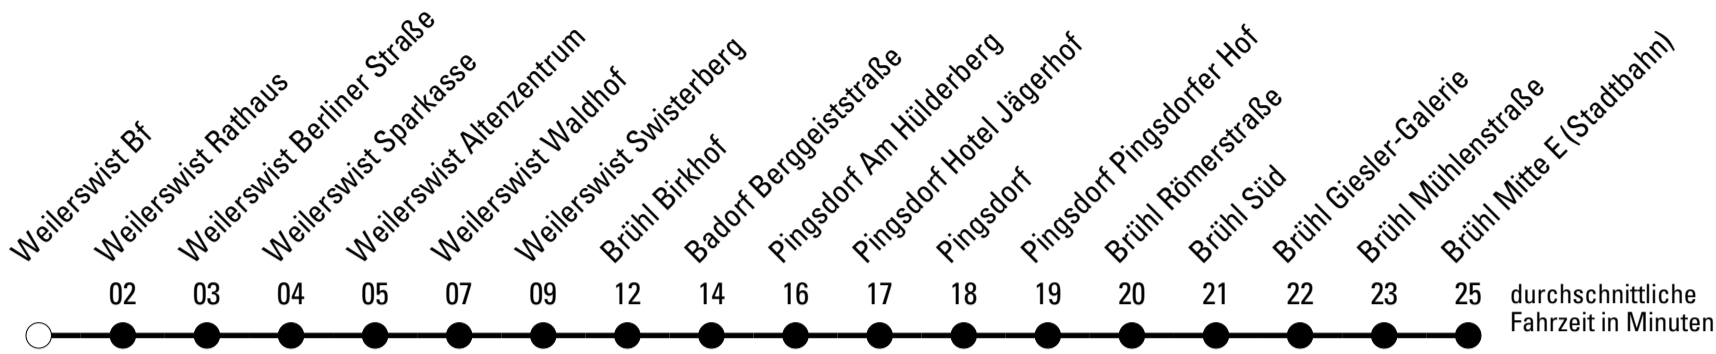 Weilerswist Bf
Weilerswist Rathaus
Weilerswist Berliner Straße
Weilerswist Sparkasse
Weilerswist Altenzentrum
Weilerswist Waldhof
Weilerswist Swisterberg
Brühl Birkhof
Badorf Berggeiststraße
Pingsdorf Am Hülderberg
Pingsdorf Hotel Jägerhof
Pingsdorf
Pingsdorf Pingsdorfer Hof
Brühl Römerstraße
Brühl Süd
Brühl Giesler-Galerie
Brühl Mühlenstraße
Brühl Mitte E (Stadtbahn)
02 03 04 05 07 09 12 14 16 17 18 19 20 21 22 23 25
durchschnittliche
Fahrzeit in Minuten